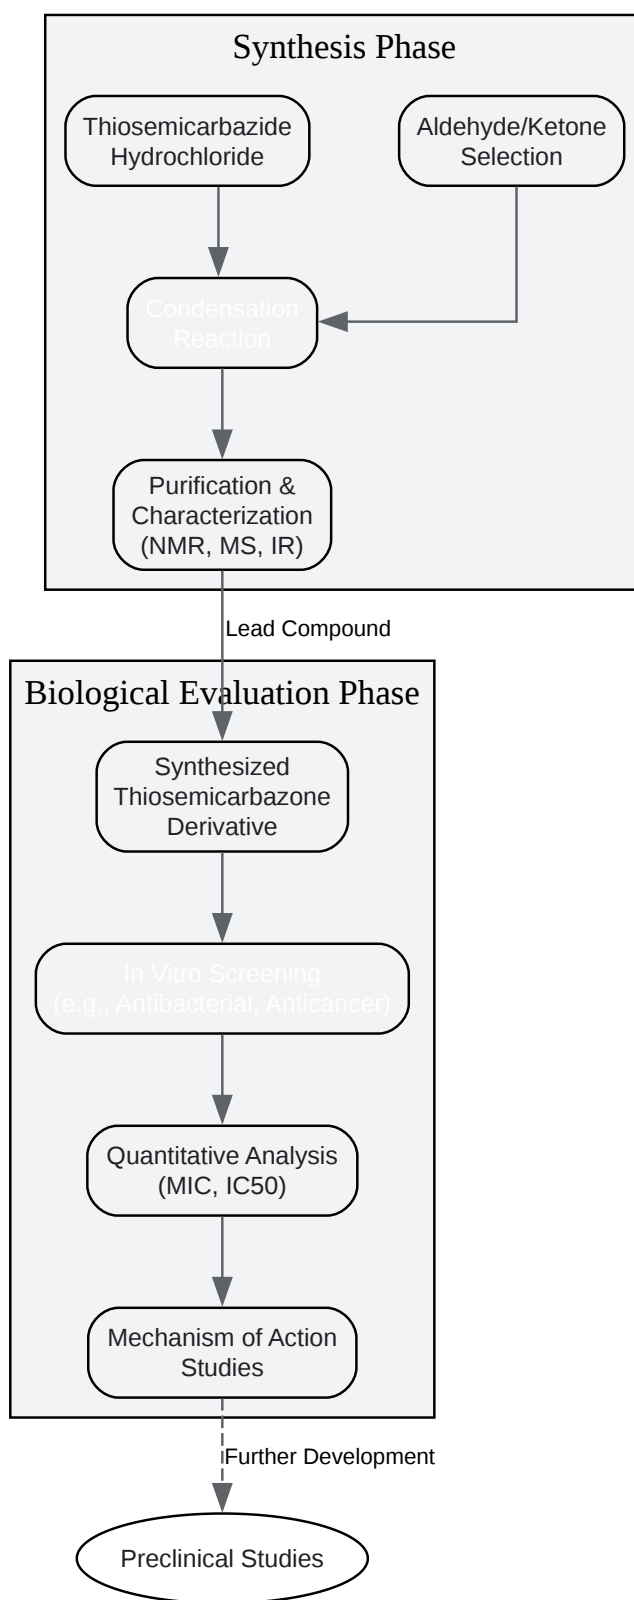 Synthesis Phase
Thiosemicarbazide
Hydrochloride
Aldehyde/Ketone
Selection
Condensation
Reaction
Purification &
Characterization
(NMR, MS, IR)
Lead Compound
Biological Evaluation Phase
Synthesized
Thiosemicarbazone
Derivative
In Vitro Screening
(e.g., Antibacterial, Anticancer)
Quantitative Analysis
(MIC, IC50)
Mechanism of Action
Studies
Further Development
Preclinical Studies